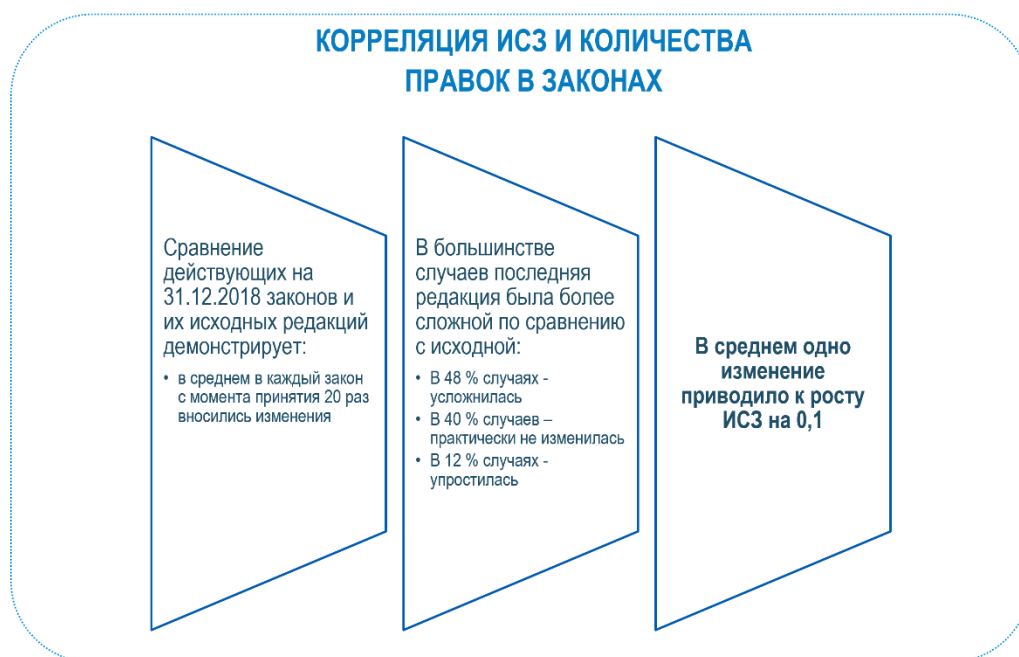 КОРРЕЛЯЦИЯ ИСЗ И КОЛИЧЕСТВА
ПРАВОК В ЗАКОНАХ
Сравнение
действующих на
31.12.2018 законов и
их исходных редакций
демонстрирует:
• в среднем в каждый закон
с момента принятия 20 раз
вносились изменения
В большинстве
случаев последняя
редакция была более
сложной по сравнению
с исходной:
• В 48 % случаях -
усложнилась
• В 40 % случаев –
практически не изменилась
• В 12 % случаях -
упростилась
В среднем одно
изменение
приводило к росту
ИСЗ на 0,1